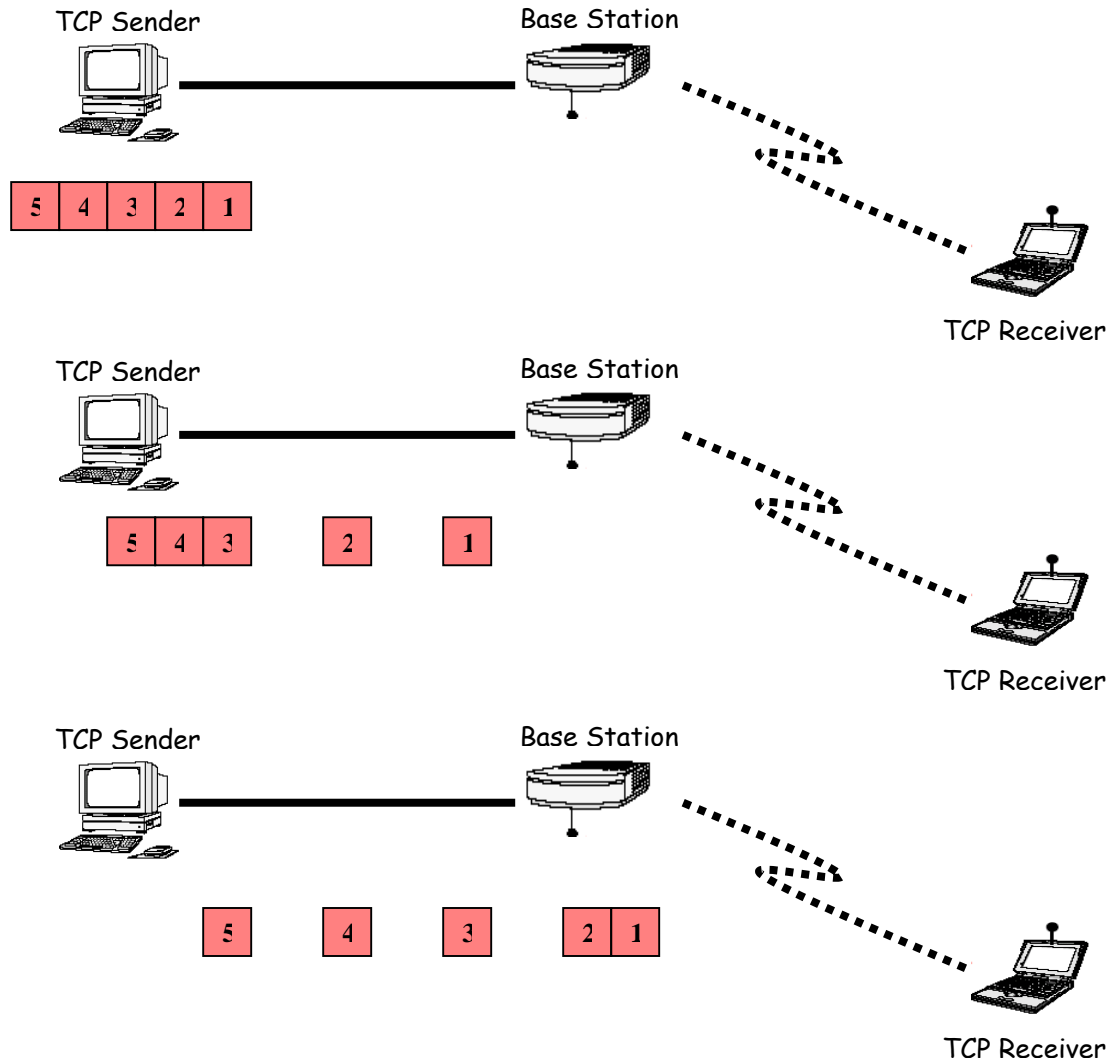 TCP Sender
Base Station
5 4 3 2 1
TCP Receiver
TCP Sender
Base Station
5 4 3 2 1
TCP Receiver
TCP Sender
Base Station
5 4 3 2 1
TCP Receiver